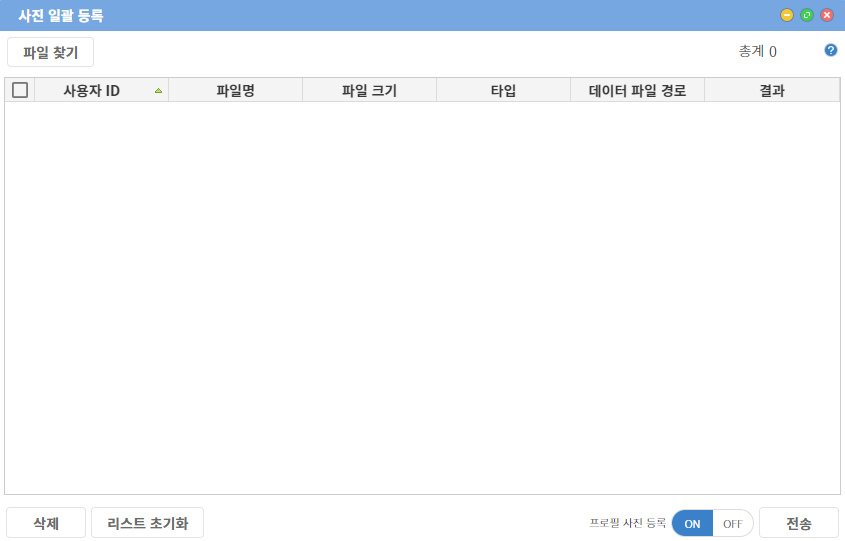 사진 일괄 등록
파일 찾기
총계 0
사용자 ID 파일명 파일 크기 타입 데이터 파일 경로 결과
삭제 리스트 초기화 프로필 사진 등록 ON OFF 전송